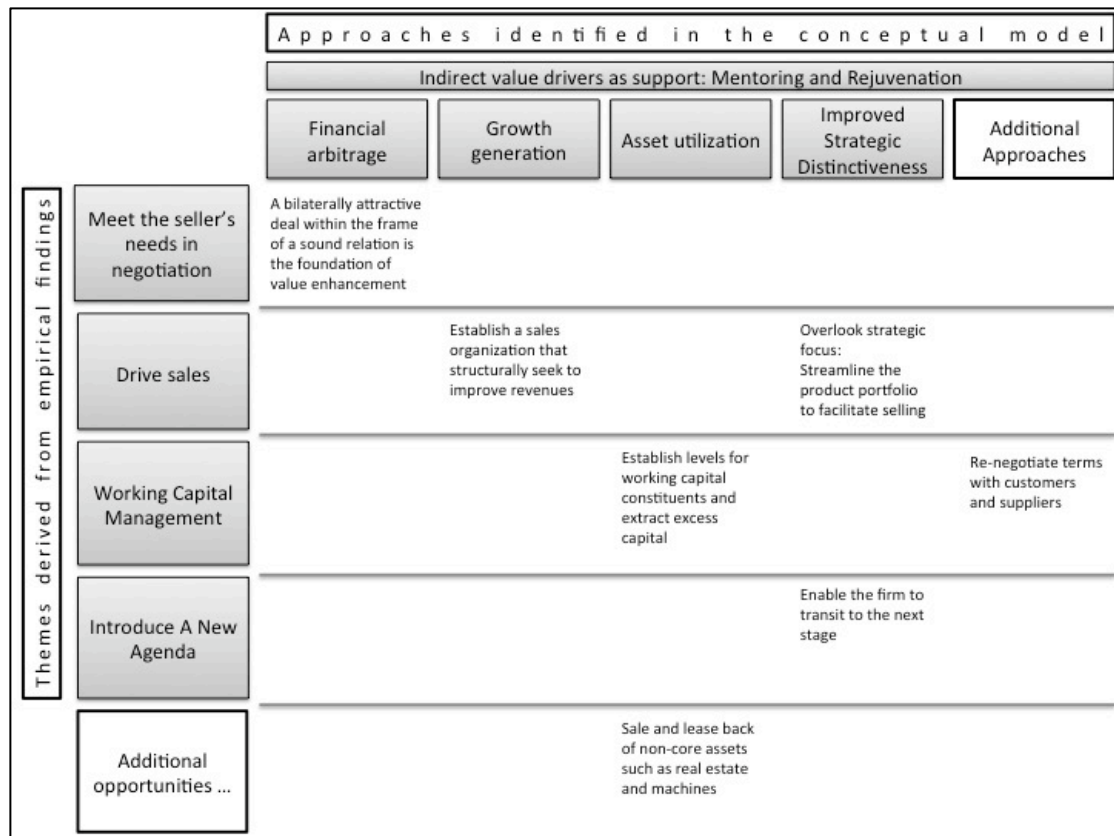 Approaches identified in the conceptual model
Indirect value drivers as support: Mentoring and Rejuvenation
Financial
arbitrage
Growth
generation
Asset utilization
Improved
Strategic
Distinctiveness
Additional
Approaches
Themes derived from empirical findings
Meet the seller's
needs in
negotiation
A bilaterally attractive
deal within the frame
of a sound relation is
the foundation of
value enhancement
Drive sales
Establish a sales
organization that
structurally seek to
improve revenues
Overlook strategic
focus:
Streamline the
product portfolio
to facilitate selling
Working Capital
Management
Establish levels for
working capital
constituents and
extract excess
capital
Re-negotiate terms
with customers
and suppliers
Introduce A New
Agenda
Enable the firm to
transit to the next
stage
Additional
opportunities ...
Sale and lease back
of non-core assets
such as real estate
and machines